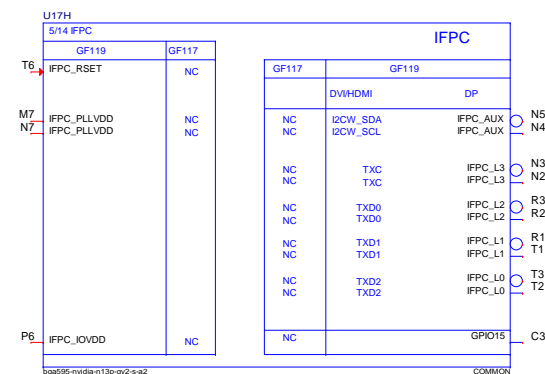 U17H
5/14 IFPC
IFPC
GF119 GF117
T6 IFPC_RSET NC
GF117 GF119
DVI/HDMI DP
M7 IFPC_PLLVDD NC
N7 IFPC_PLLVDD NC
NC I2CW_SDA IFPC_AUX N5
NC I2CW_SCL IFPC_AUX N4
NC TXC IFPC_L3 N3
NC TXC IFPC_L3 N2
NC TXD0 IFPC_L2 R3
NC TXD0 IFPC_L2 R2
NC TXD1 IFPC_L1 R1
NC TXD1 IFPC_L1 T1
NC TXD2 IFPC_L0 T3
NC TXD2 IFPC_L0 T2
P6 IFPC_IOVDD NC
NC GPIO15 C3
bga595-nvidia-n13p-gv2-s-a2 COMMON